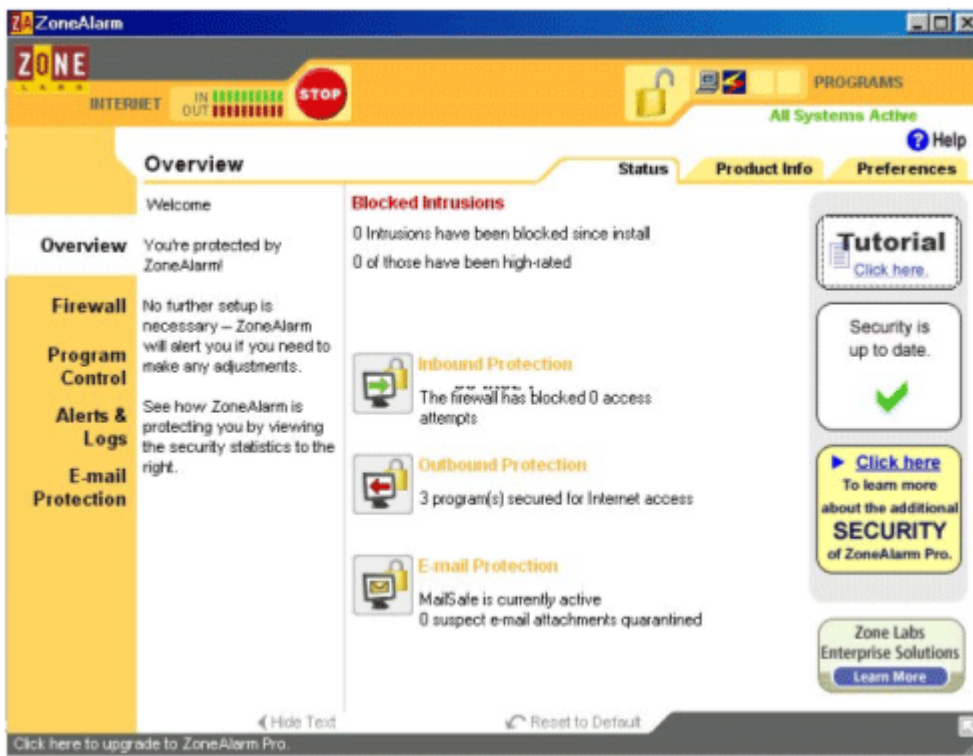 ZA ZoneAlarm
ZONE
LABS
INTERNET
IN
OUT
STOP
PROGRAMS
All Systems Active
? Help
Overview
Status
Product Info
Preferences
Overview
Firewall
Program
Control
Alerts &
Logs
E-mail
Protection
Welcome
You're protected by
ZoneAlarm!
No further setup is
necessary – ZoneAlarm
will alert you if you need to
make any adjustments.
See how ZoneAlarm is
protecting you by viewing
the security statistics to the
right.
Blocked Intrusions
0 Intrusions have been blocked since install
0 of those have been high-rated
Inbound Protection
The firewall has blocked 0 access
attempts
Outbound Protection
3 program(s) secured for Internet access
E-mail Protection
MailSafe is currently active
0 suspect e-mail attachments quarantined
Tutorial
Click here.
Security is
up to date.
Click here
To learn more
about the additional
SECURITY
of ZoneAlarm Pro.
Zone Labs
Enterprise Solutions
Learn More
Hide Text
Reset to Default
Click here to upgrade to ZoneAlarm Pro.